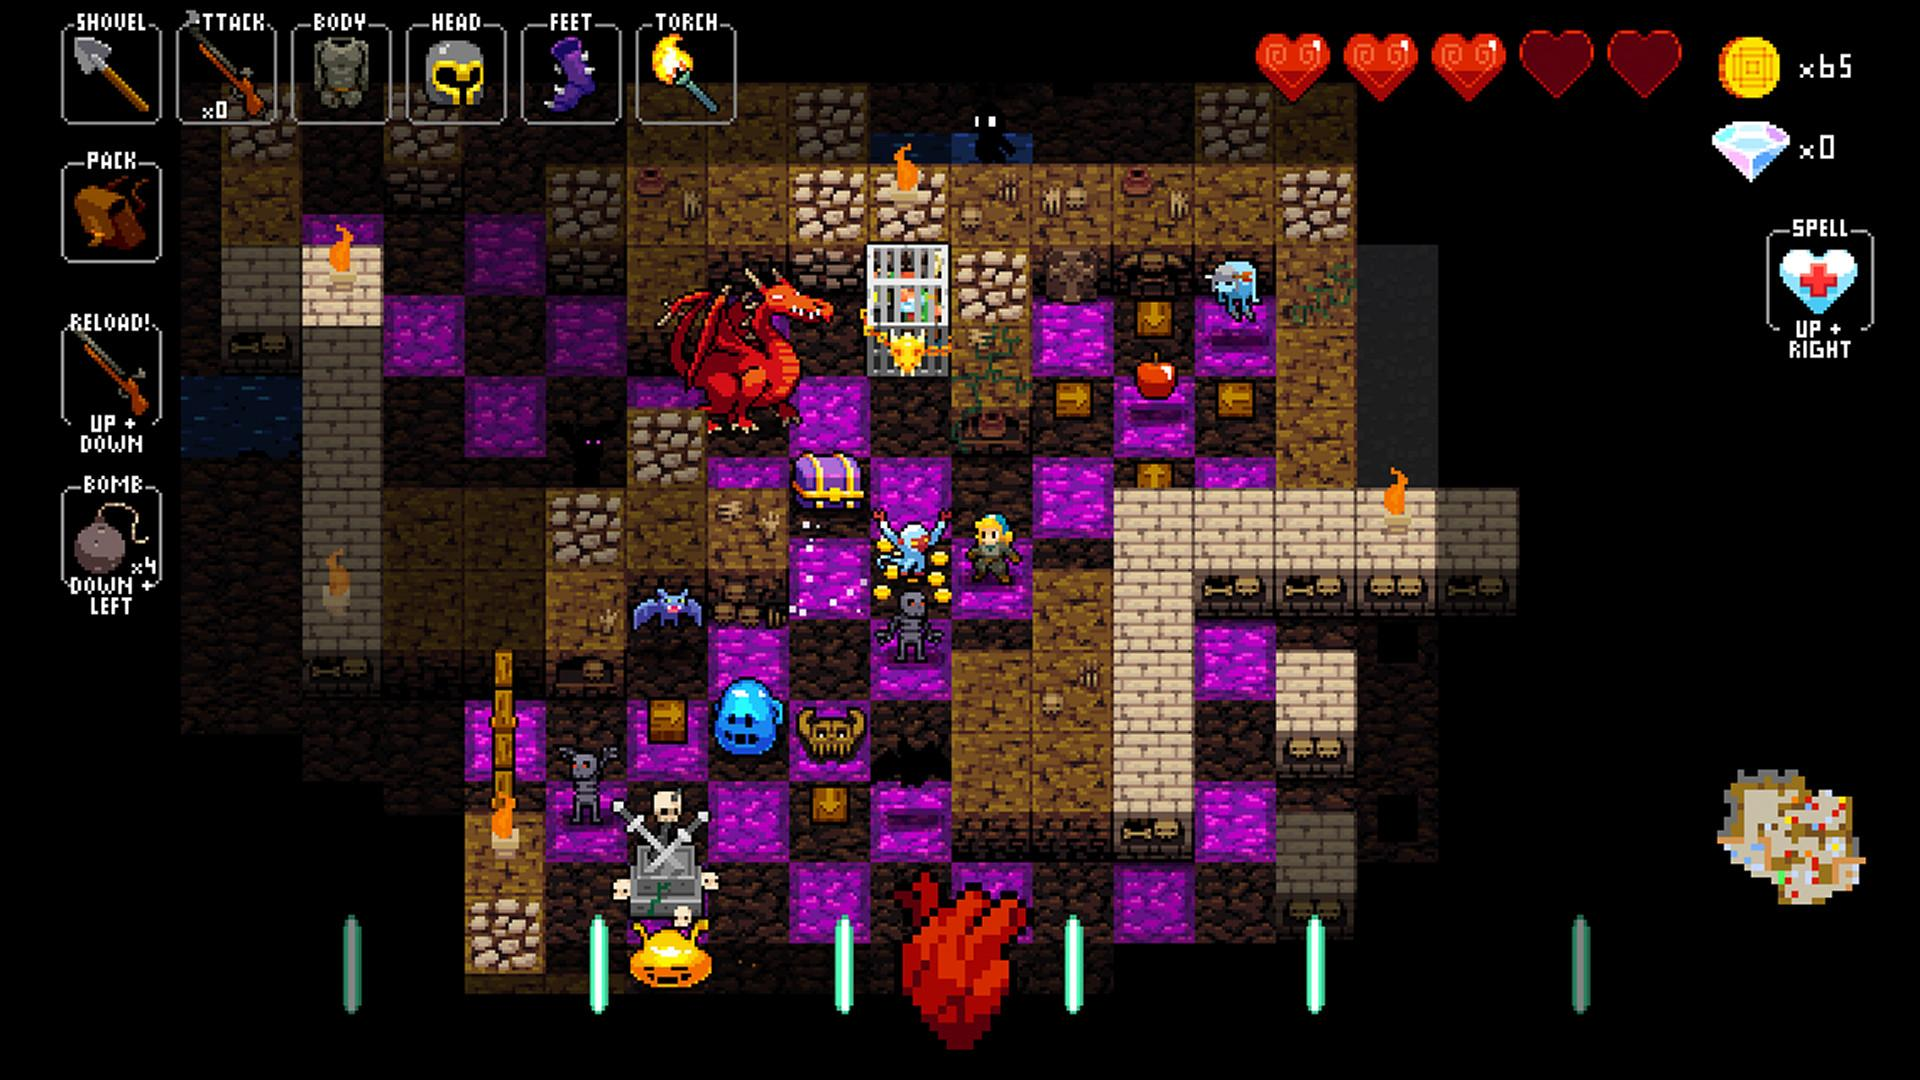 SHOVEL
TTACK
BODY
HEAD
FEET
TORCH
x0
x65
x0
PACK
SPELL
UP +
RIGHT
RELOAD!
UP +
DOWN
BOMB
x4
DOWN +
LEFT